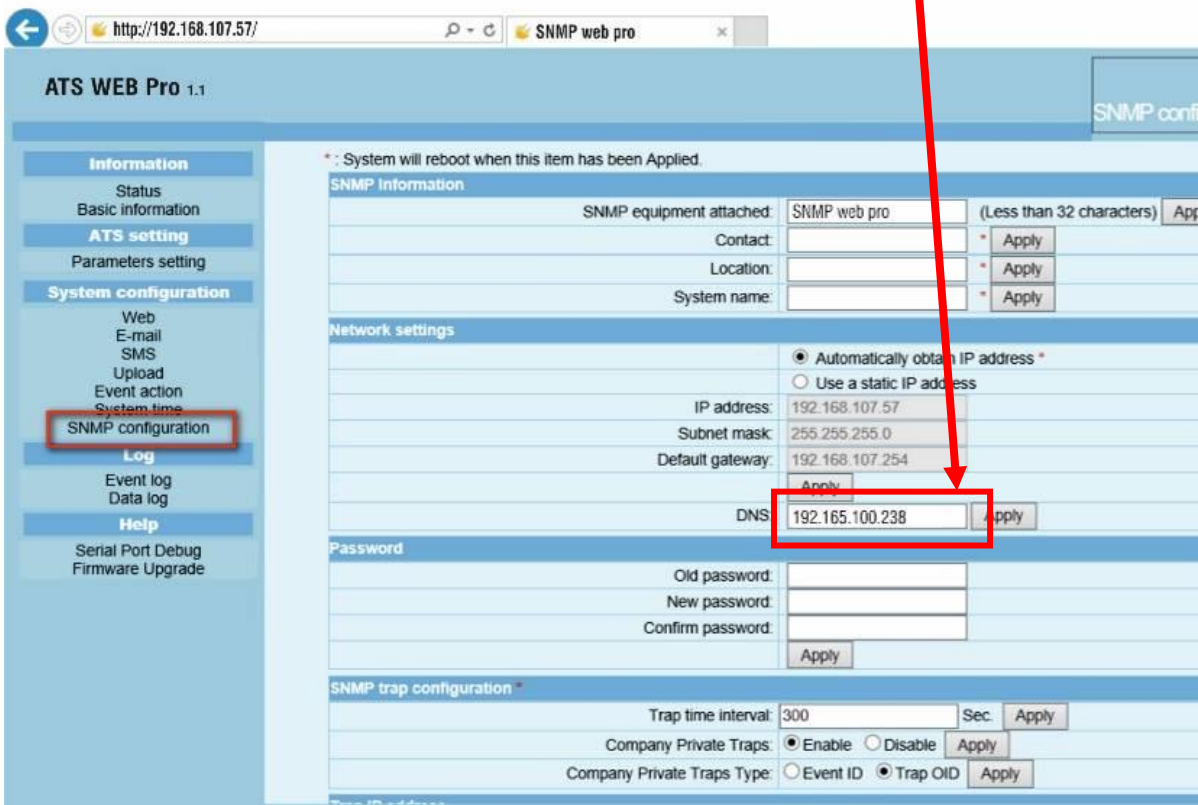 http://192.168.107.57/
SNMP web pro
ATS WEB Pro 1.1
SNMP
Information
Status
Basic information
ATS setting
Parameters setting
System configuration
Web
E-mail
SMS
Upload
Event action
System time
SNMP configuration
Log
Event log
Data log
Help
Serial Port Debug
Firmware Upgrade
* : System will reboot when this item has been Applied.
SNMP Information
SNMP equipment attached: SNMP web pro (Less than 32 characters)
Contact: * Apply
Location: * Apply
System name: * Apply
Network settings
Automatically obtain IP address *
Use a static IP address
IP address: 192.168.107.57
Subnet mask: 255.255.255.0
Default gateway: 192.168.107.254
Apply
DNS: 192.165.100.238 Apply
Password
Old password:
New password:
Confirm password:
Apply
SNMP trap configuration *
Trap time interval: 300 Sec. Apply
Company Private Traps: Enable Disable Apply
Company Private Traps Type: Event ID Trap OID Apply
Trap IP address